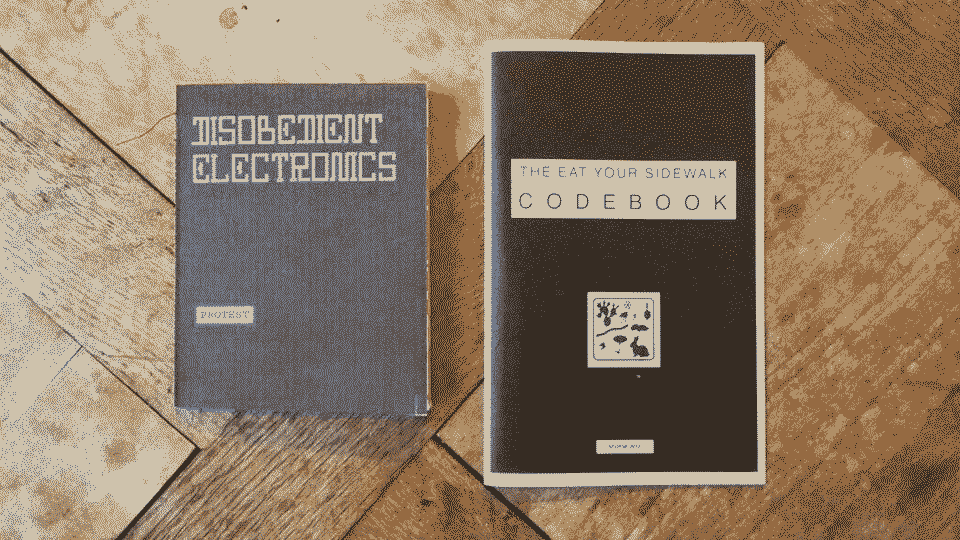 DISOBEDIENT
ELECTRONICS
PROTEST
THE EAT YOUR SIDEWALK
CODEBOOK